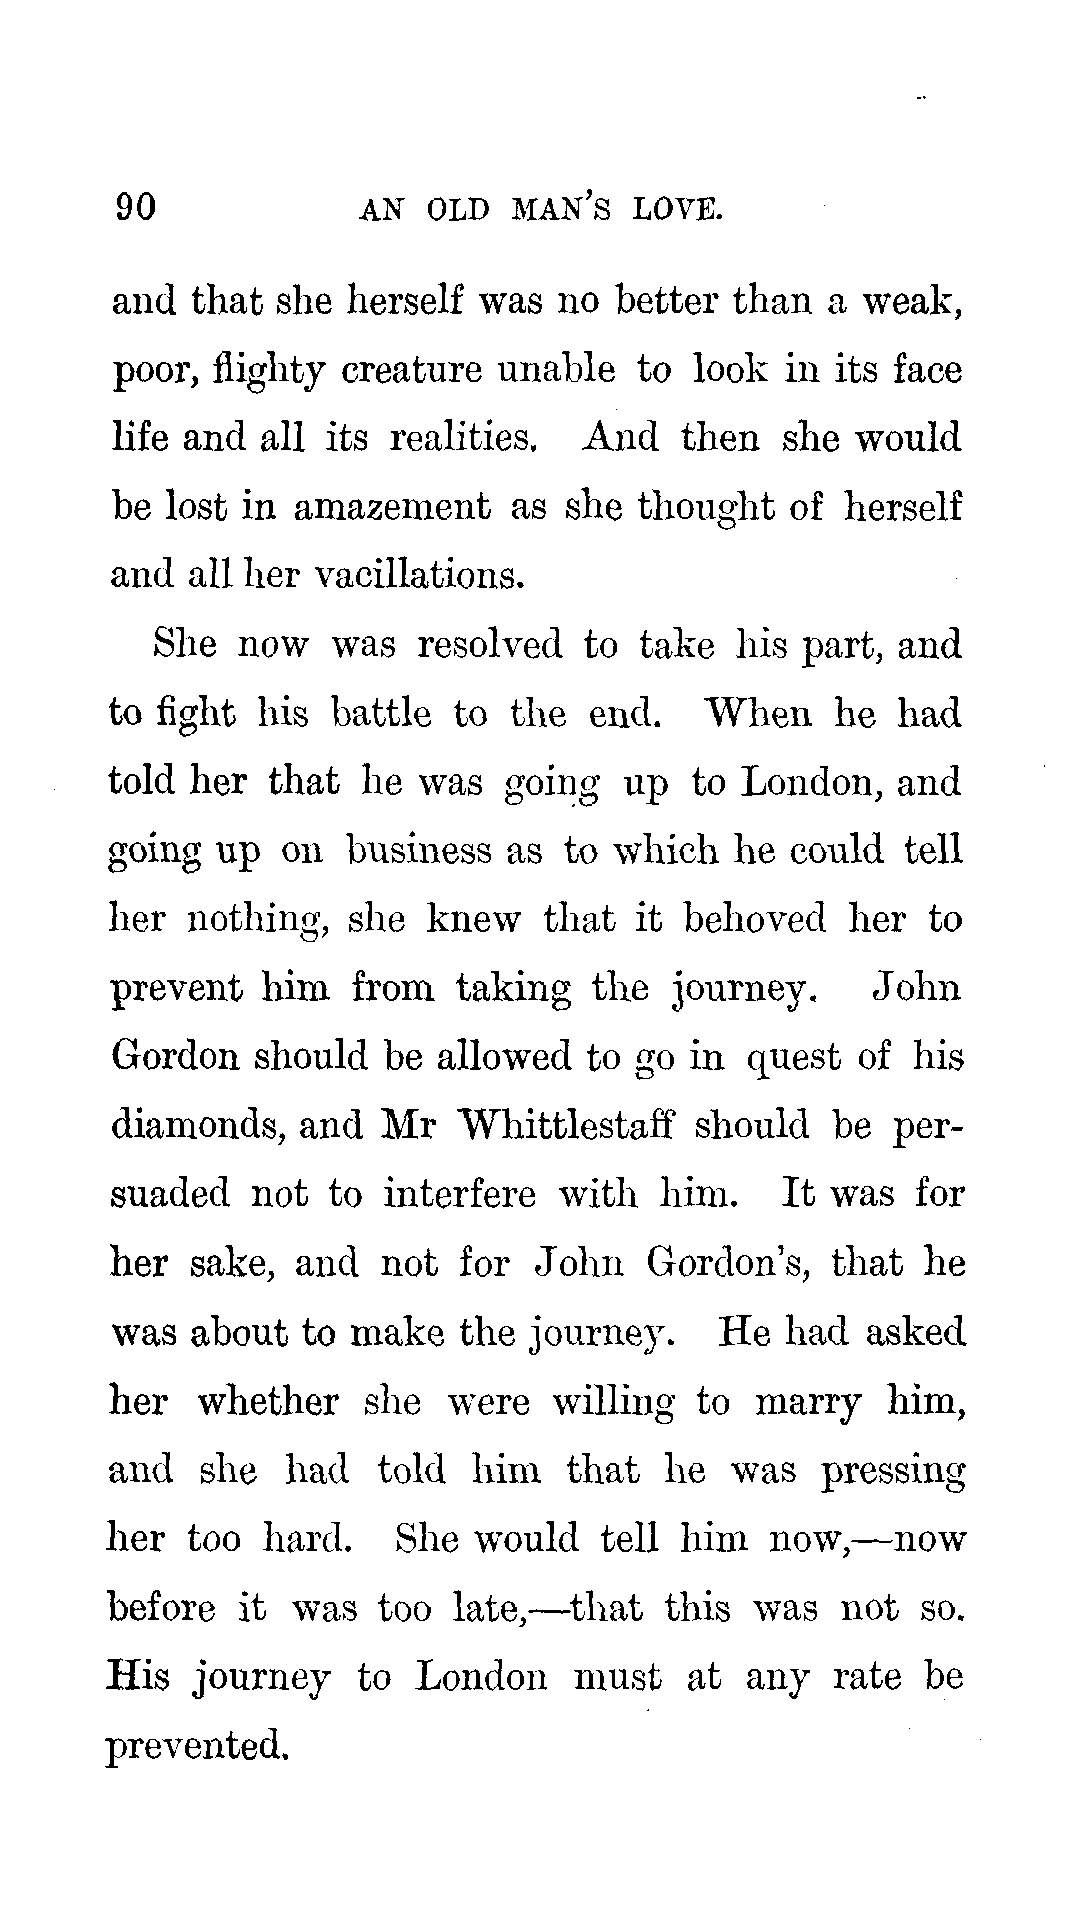 90 AN OLD MAN'S LOVE.
and that she herself was no better than a weak,
poor, flighty creature unable to look in its face
life and all its realities. And then she would
be lost in amazement as she thought of herself
and all her vacillations.
She now was resolved to take his part, and
to fight his battle to the end. When he had
told her that he was going up to London, and
going up on business as to which he could tell
her nothing, she knew that it behoved her to
prevent him from taking the journey. John
Gordon should be allowed to go in quest of his
diamonds, and Mr Whittlestaff should be per-
suaded not to interfere with him. It was for
her sake, and not for John Gordon's, that he
was about to make the journey. He had asked
her whether she were willing to marry him,
and she had told him that he was pressing
her too hard. She would tell him now,—now
before it was too late,—that this was not so.
His journey to London must at any rate be
prevented.